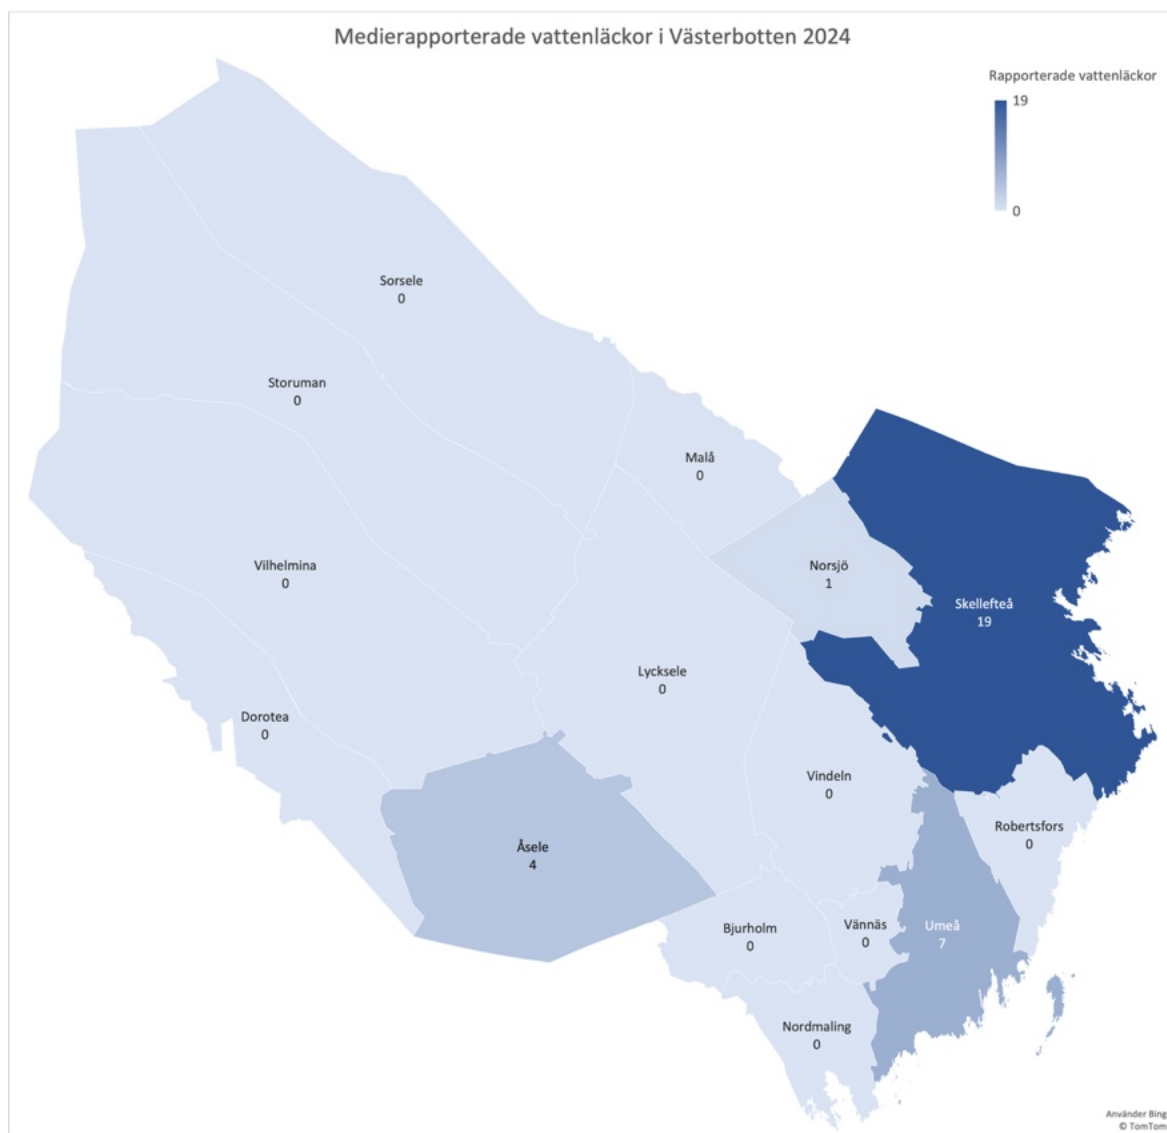 Medierapporterade vattenläckor i Västerbotten 2024
Rapporterade vattenläckor
19
0
Sorsele
0
Storuman
0
Malå
0
Vilhelmina
0
Norsjö
1
Skellefteå
19
Lycksele
0
Dorotea
0
Vindeln
0
Robertsfors
0
Åsele
4
Bjurholm
0
Vännäs
0
Umeå
7
Nordmaling
0
Använder Bing
© TomTom